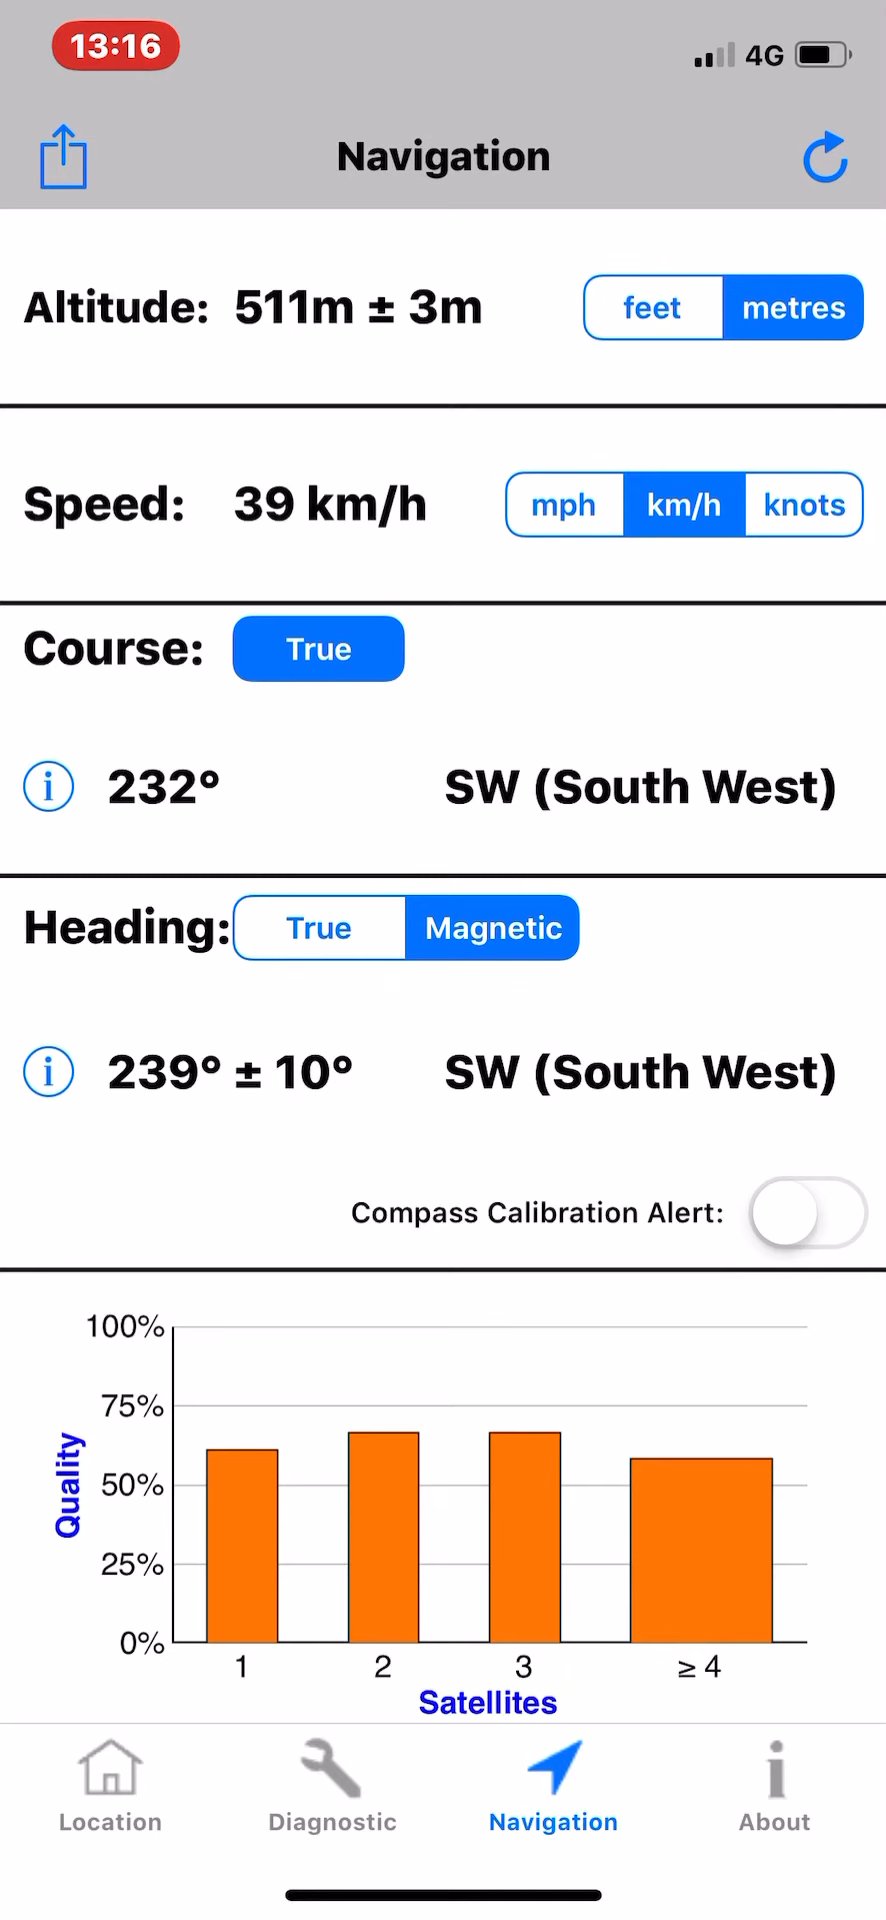 13:16
4G
Navigation
Altitude: 511m ± 3m feet metres
Speed: 39 km/h mph km/h knots
Course: True
i 232° SW (South West)
Heading: True Magnetic
i 239° ± 10° SW (South West)
Compass Calibration Alert:
100%
75%
50%
25%
0%
Quality
1 2 3 ≥ 4
Satellites
Location Diagnostic Navigation About